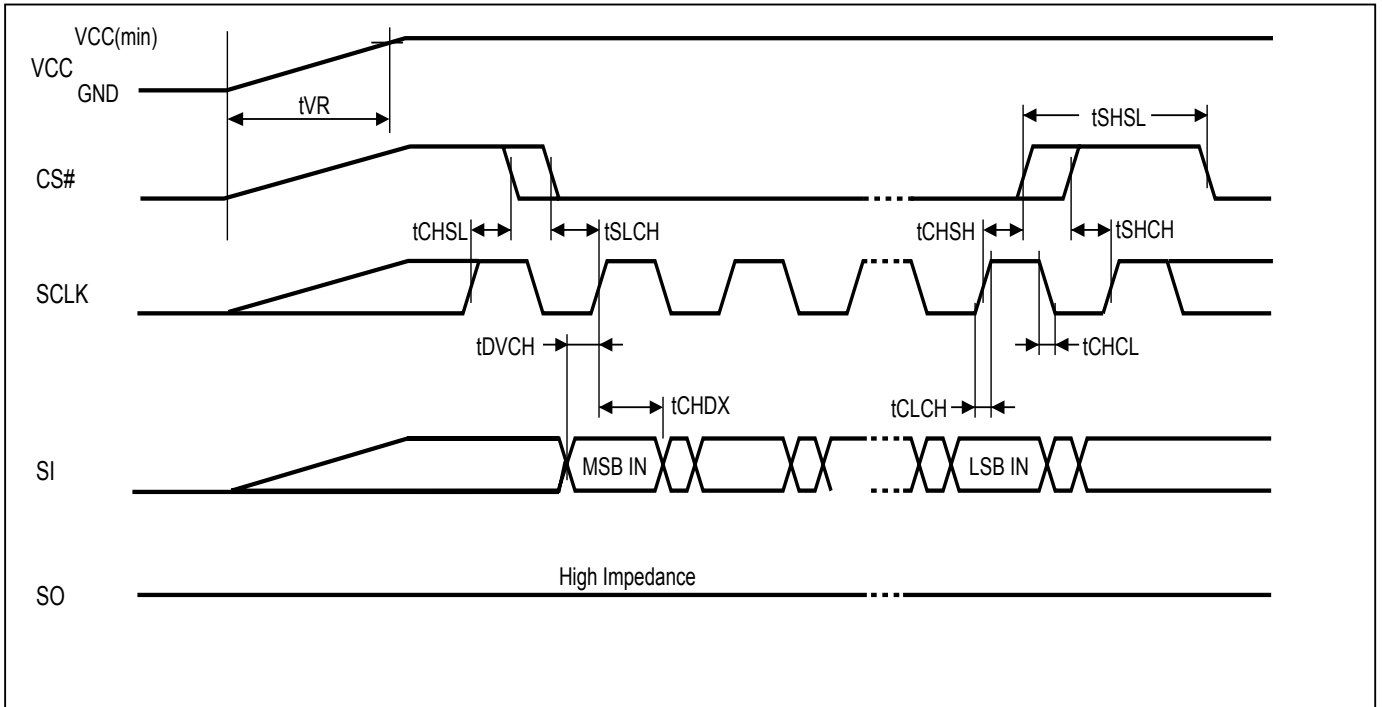 VCC(min)
VCC
GND
tVR
tSHSL
CS#
tCHSL
tSLCH
tCHSH
tSHCH
SCLK
tDVCH
tCHCL
tCHDX
tCLCH
SI
MSB IN
LSB IN
High Impedance
SO